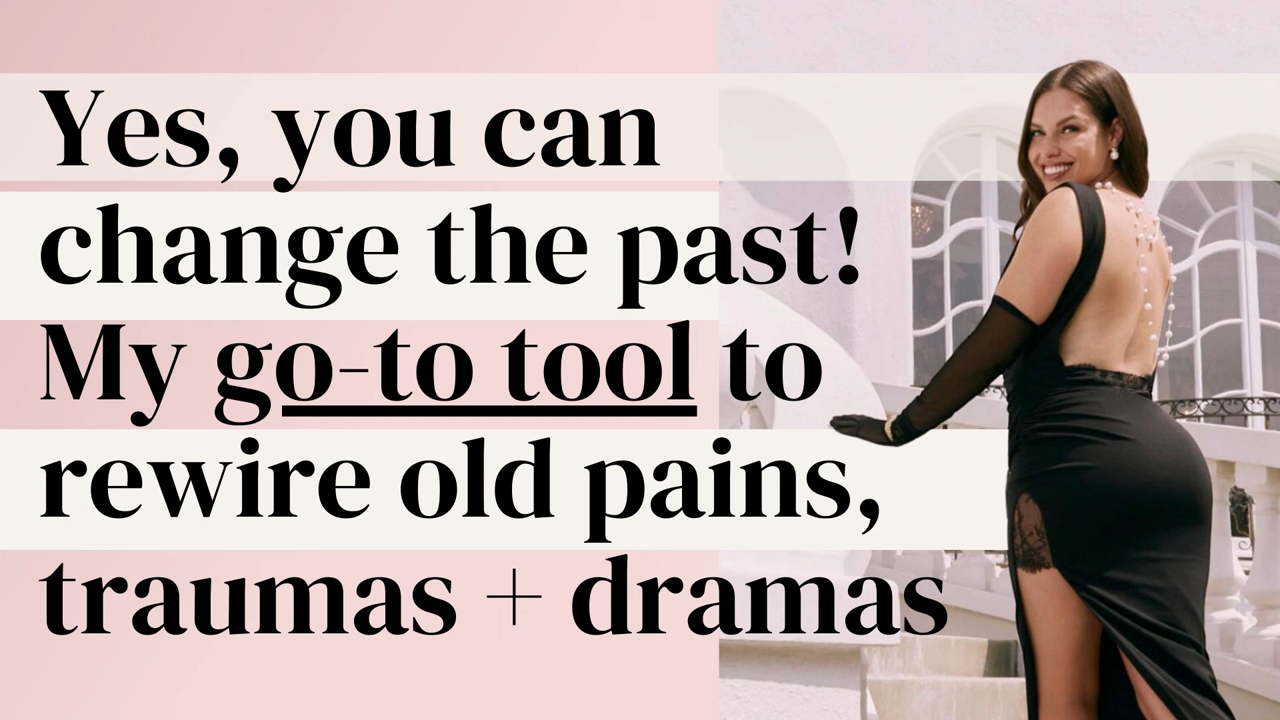 Yes, you can
change the past!
My go-to tool to
rewire old pains,
traumas + dramas